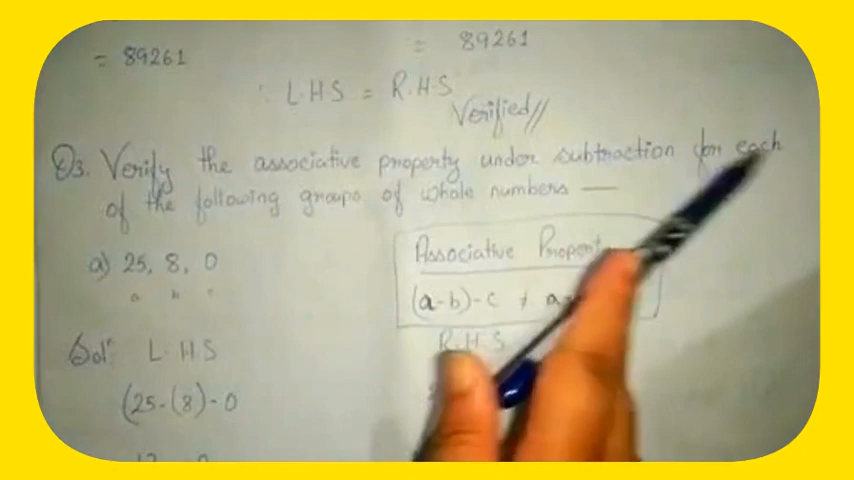 = 89261
= 89261
∴ L.H.S = R.H.S
Verified//
Q3. Verify the associative property under subtraction for each
of the following groups of whole numbers —
a) 25, 8, 0
a b c
Associative
(a-b)-c ≠
Sol: L.H.S
R.H.S
(25-(8)-0